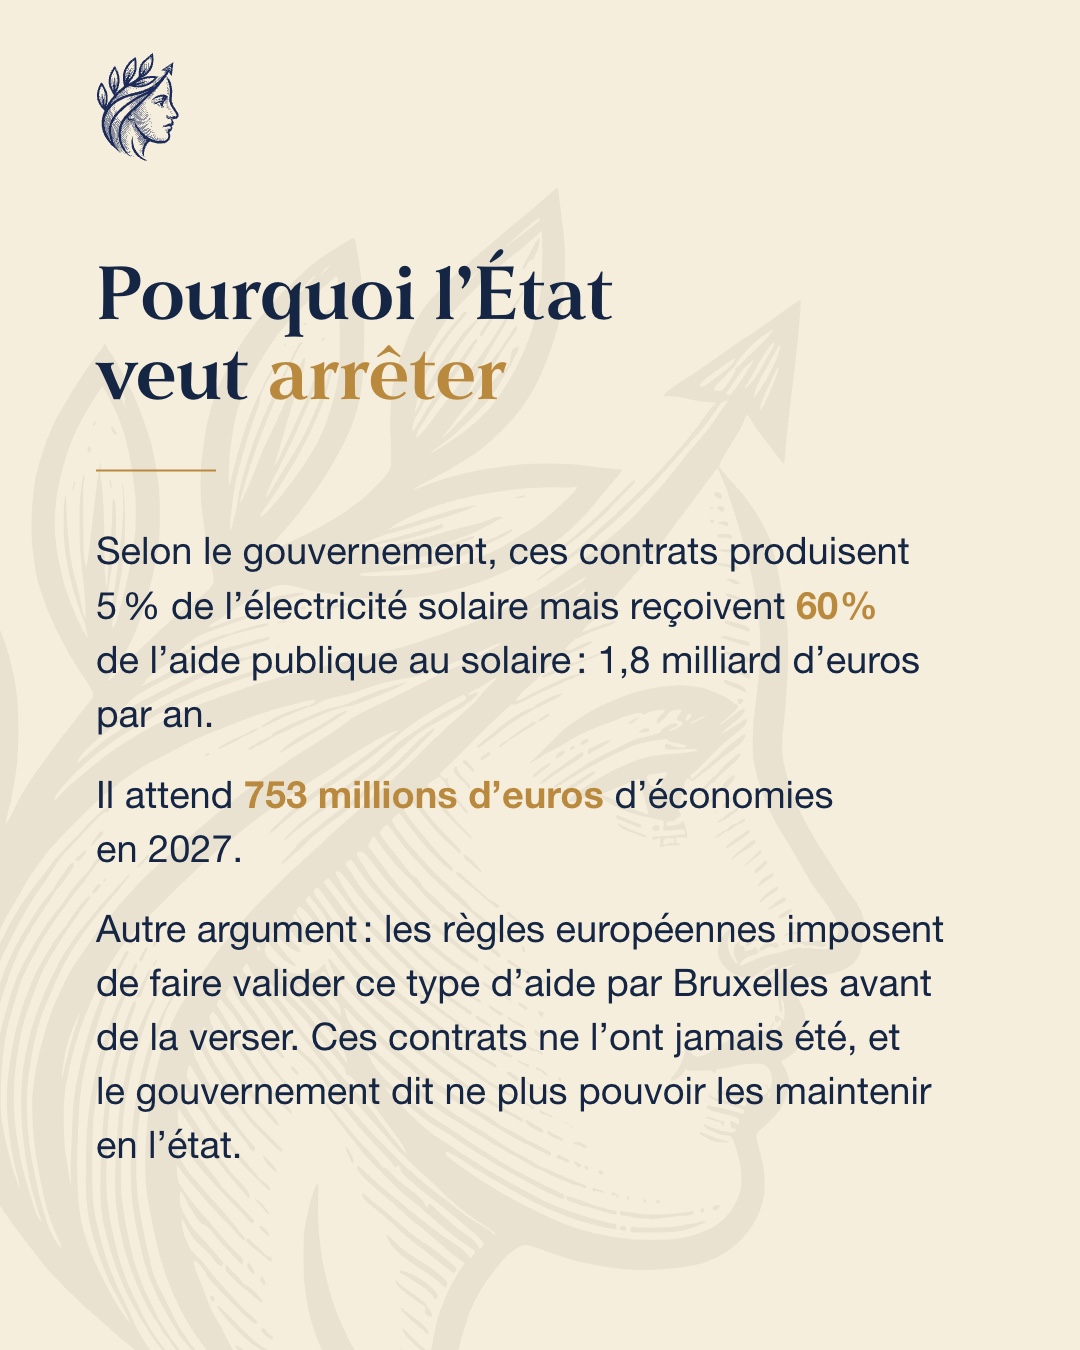 Pourquoi l’État
veut arrêter
Selon le gouvernement, ces contrats produisent
5 % de l’électricité solaire mais reçoivent 60 %
de l’aide publique au solaire : 1,8 milliard d’euros
par an.
Il attend 753 millions d’euros d’économies
en 2027.
Autre argument : les règles européennes imposent
de faire valider ce type d’aide par Bruxelles avant
de la verser. Ces contrats ne l’ont jamais été, et
le gouvernement dit ne plus pouvoir les maintenir
en l’état.